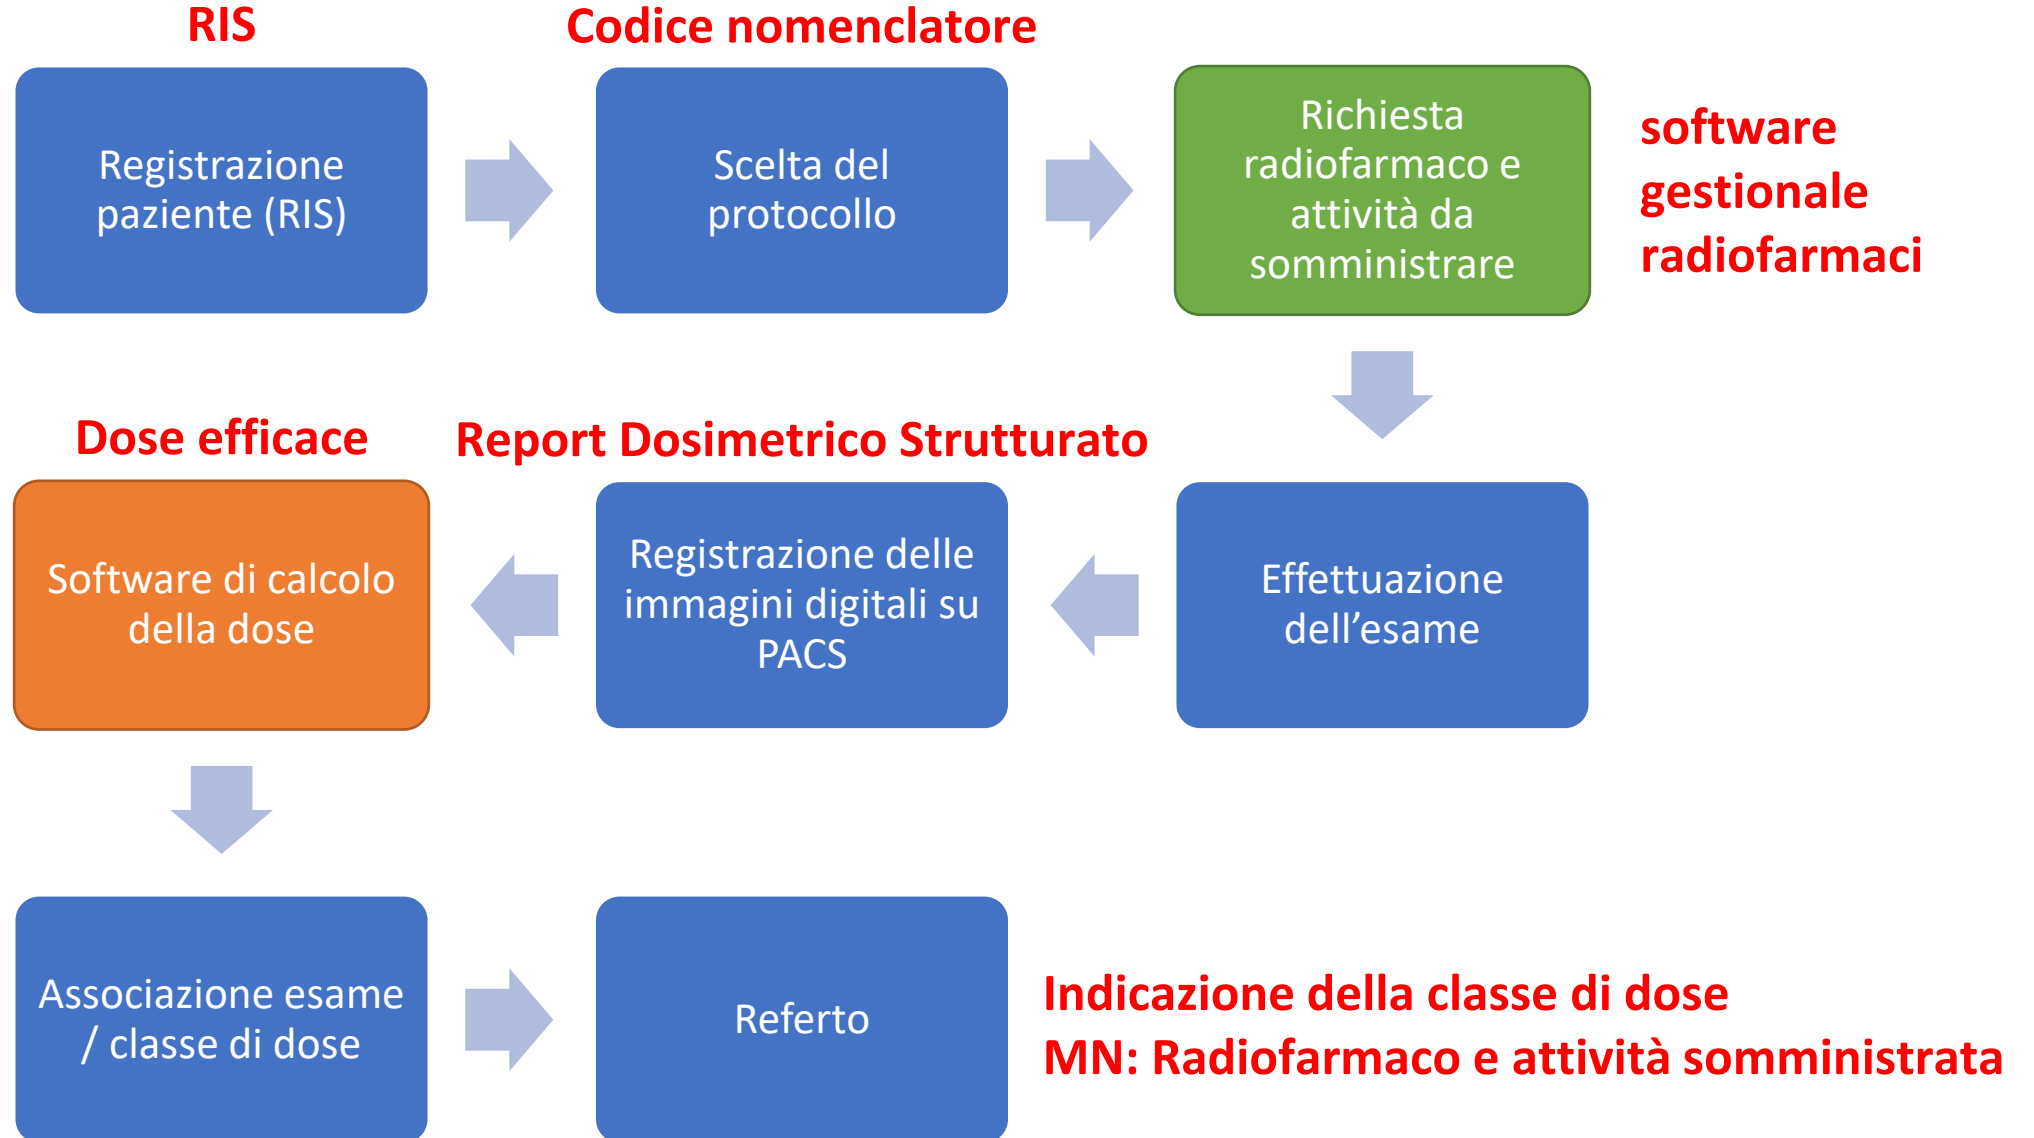 RIS
Codice nomenclatore
Registrazione
paziente (RIS)
Scelta del
protocollo
Richiesta
radiofarmaco e
attività da
somministrare
software
gestionale
radiofarmaci
Dose efficace
Report Dosimetrico Strutturato
Software di calcolo
della dose
Registrazione delle
immagini digitali su
PACS
Effettuazione
dell’esame
Associazione esame
/ classe di dose
Referto
Indicazione della classe di dose
MN: Radiofarmaco e attività somministrata